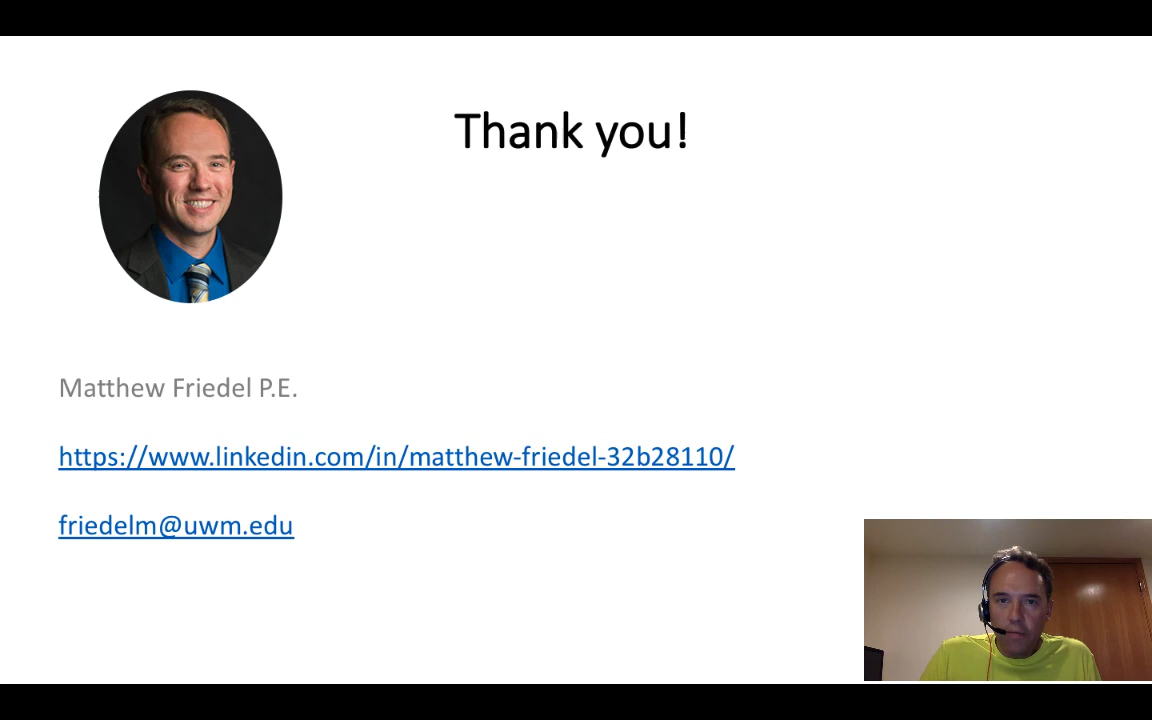 Thank you!
Matthew Friedel P.E.
https://www.linkedin.com/in/matthew-friedel-32b28110/
friedelm@uwm.edu